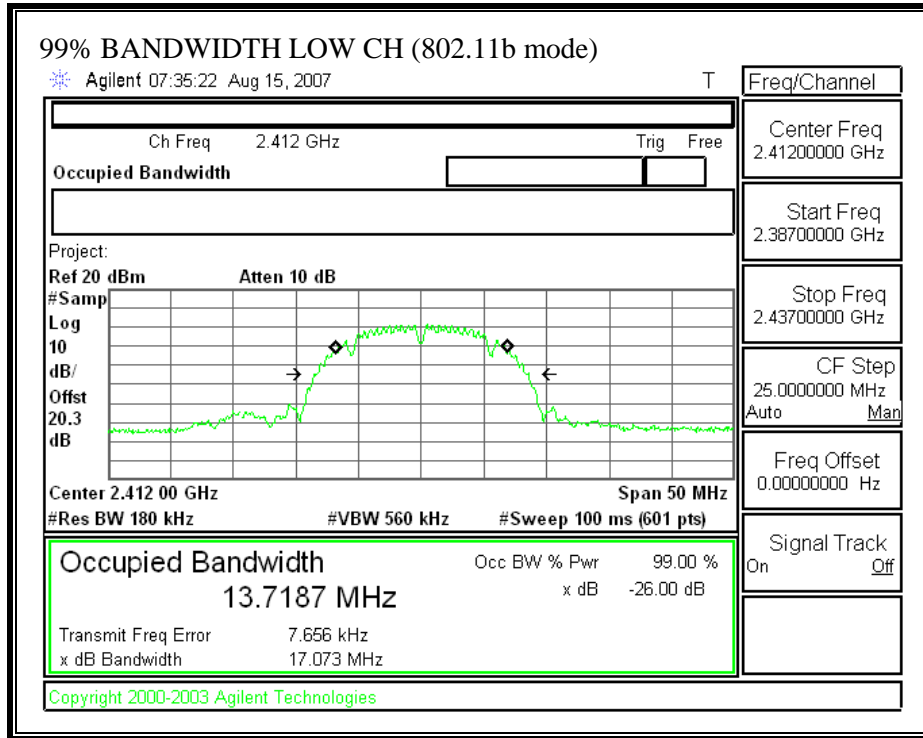 99% BANDWIDTH LOW CH (802.11b mode)
Agilent 07:35:22 Aug 15, 2007 T
Freq/Channel
Ch Freq 2.412 GHz Trig Free
Occupied Bandwidth
Center Freq
2.41200000 GHz
Start Freq
2.38700000 GHz
Stop Freq
2.43700000 GHz
CF Step
25.0000000 MHz
Auto Man
Freq Offset
0.00000000 Hz
Signal Track
On Off
Project:
Ref 20 dBm Atten 10 dB
#Samp
Log
10
dB/
Offst
20.3
dB
Center 2.412 00 GHz Span 50 MHz
#Res BW 180 kHz #VBW 560 kHz #Sweep 100 ms (601 pts)
Occupied Bandwidth Occ BW % Pwr 99.00 %
13.7187 MHz x dB -26.00 dB
Transmit Freq Error 7.656 kHz
x dB Bandwidth 17.073 MHz
Copyright 2000-2003 Agilent Technologies